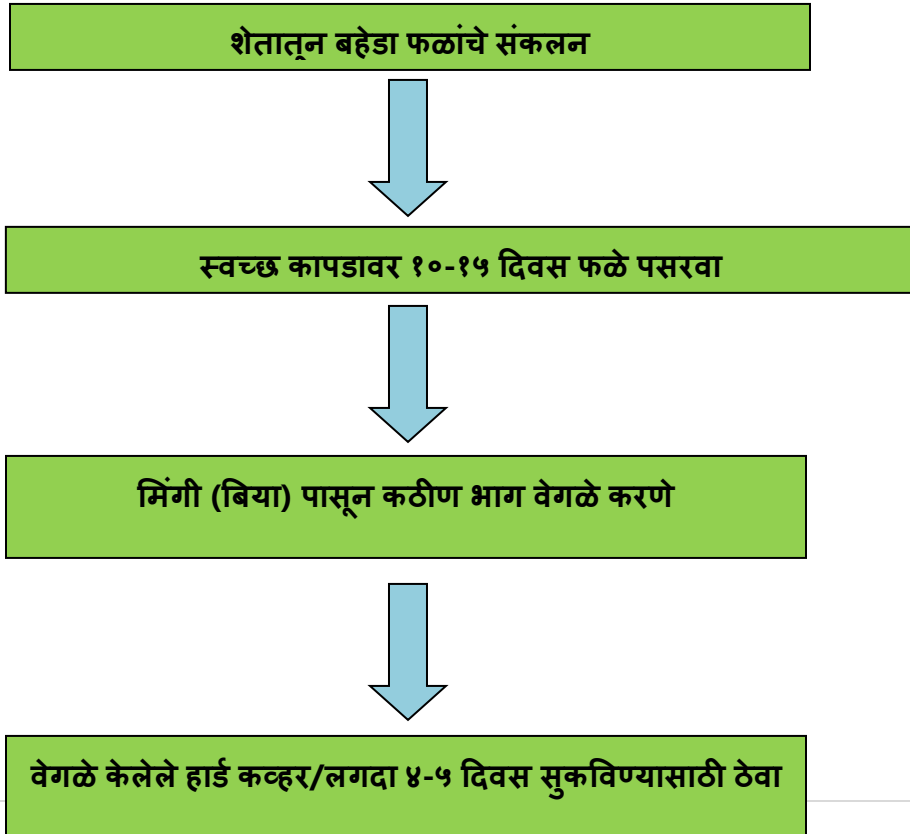 शेतातून बहेडा फळांचे संकलन
स्वच्छ कापडावर १०-१५ दिवस फळे पसरवा
मिंगी (बिया) पासून कठीण भाग वेगळे करणे
वेगळे केलेले हार्ड कव्हर/लगदा ४-५ दिवस सुकविण्यासाठी ठेवा